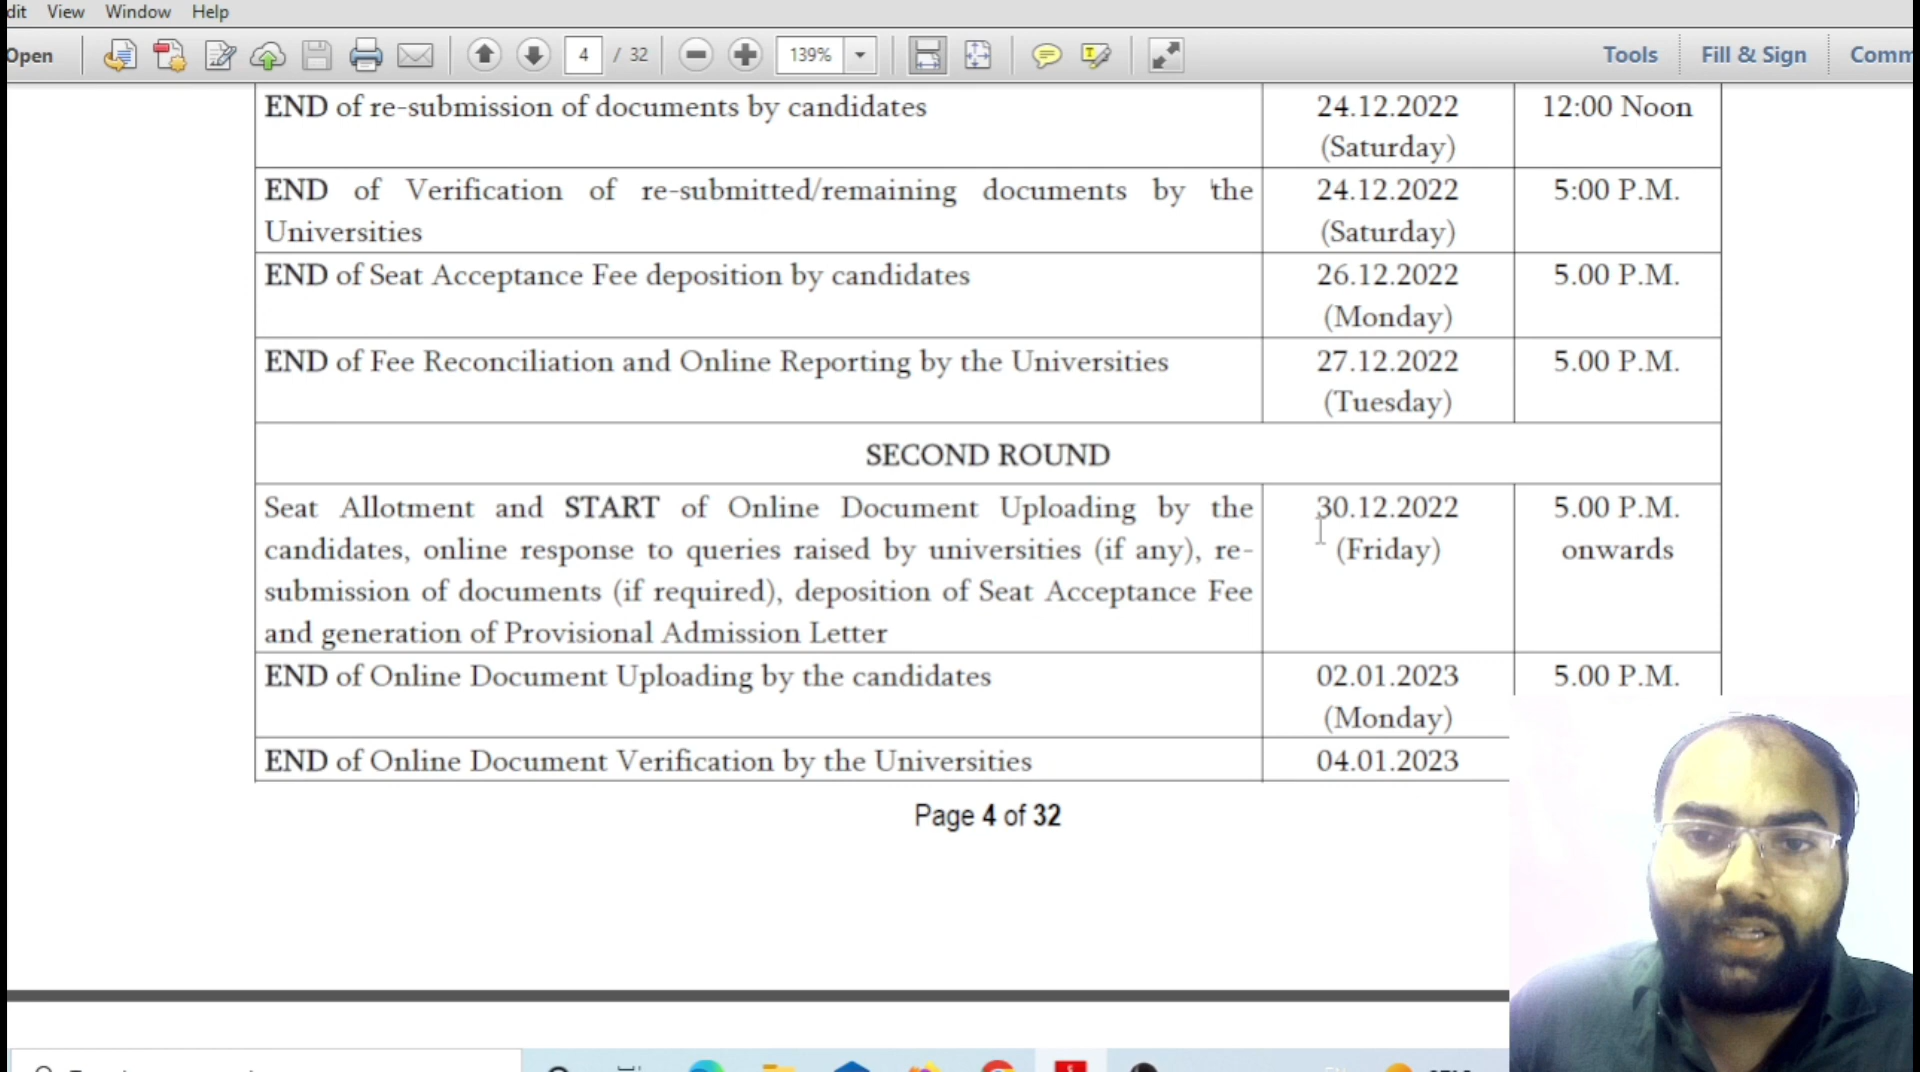 dit View Window Help
Open 4 / 32 139% Tools Fill & Sign Comm
END of re-submission of documents by candidates 24.12.2022 12:00 Noon
(Saturday)
END of Verification of re-submitted/remaining documents by the 24.12.2022 5:00 P.M.
Universities (Saturday)
END of Seat Acceptance Fee deposition by candidates 26.12.2022 5.00 P.M.
(Monday)
END of Fee Reconciliation and Online Reporting by the Universities 27.12.2022 5.00 P.M.
(Tuesday)
SECOND ROUND
Seat Allotment and START of Online Document Uploading by the 30.12.2022 5.00 P.M.
candidates, online response to queries raised by universities (if any), re- (Friday) onwards
submission of documents (if required), deposition of Seat Acceptance Fee
and generation of Provisional Admission Letter
END of Online Document Uploading by the candidates 02.01.2023 5.00 P.M.
(Monday)
END of Online Document Verification by the Universities 04.01.2023
Page 4 of 32